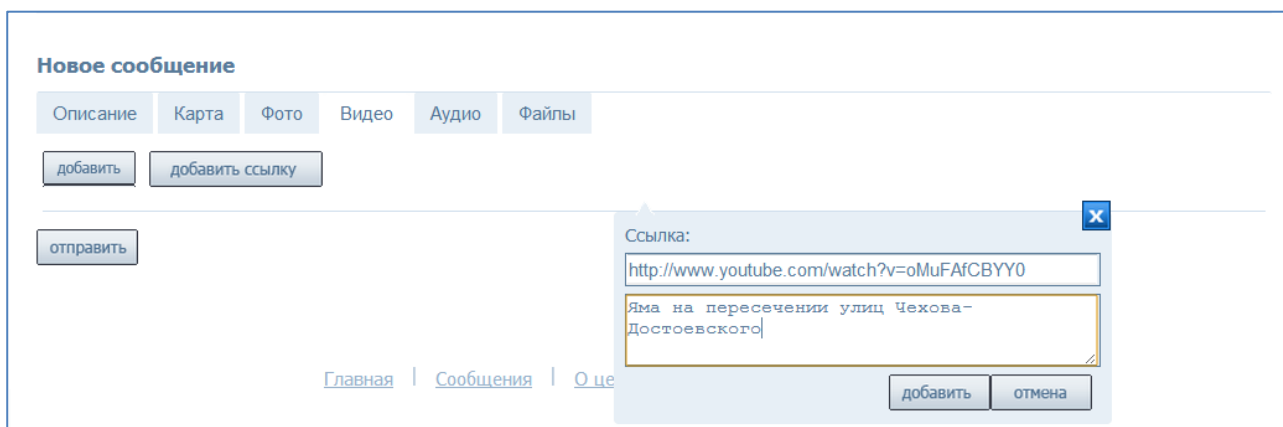 Новое сообщение
Описание Карта Фото Видео Аудио Файлы
добавить добавить ссылку
отправить
x
Ссылка:
http://www.youtube.com/watch?v=oMuFAfCBYY0
Яма на пересечении улиц Чехова-
Достоевского
добавить отмена
Главная | Сообщения | О це